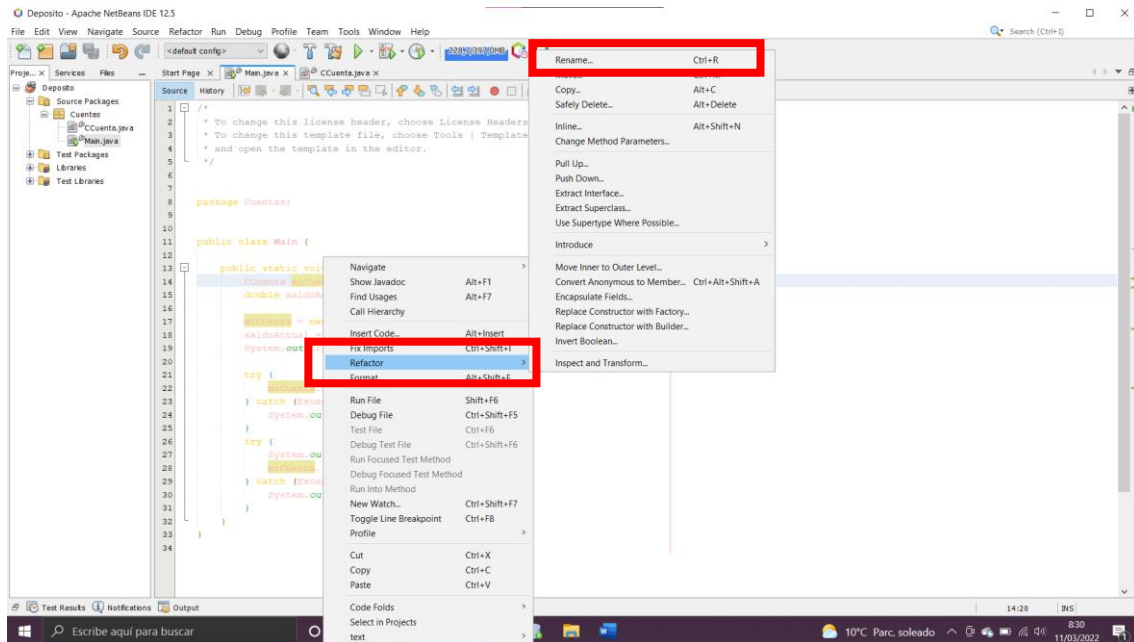 Deposito - Apache NetBeans IDE 12.5
File Edit View Navigate Source Refactor Run Debug Profile Team Tools Window Help
Search (Ctrl+I)
<default config>
Proje... × Services Files
Start Page × Main.java × CCuenta.java ×
Source History
Deposito
Source Packages
Cuentas
CCuenta.java
Main.java
Test Packages
Libraries
Test Libraries
1 /*
2 * To change this license header, choose License Headers
3 * To change this template file, choose Tools | Template
4 * and open the template in the editor.
5 */
6
7
8 package Cuentas;
9
10
11 public class Main {
12
13 public static voi
14 CCuenta miCue
15 double saldoA
16
17 miCuenta = ne
18 saldoActual =
19 System.out
20
21 try {
22 miCuenta.
23 } catch (Exce
24 System.ou
25 }
26 try {
27 System.ou
28 miCuenta.
29 } catch (Exce
30 System.ou
31 }
32 }
33 }
34
Navigate
Show Javadoc Alt+F1
Find Usages Alt+F7
Call Hierarchy
Insert Code... Alt+Insert
Fix Imports Ctrl+Shift+I
Refactor
Format Alt+Shift+F
Run File Shift+F6
Debug File Ctrl+Shift+F5
Test File Ctrl+F6
Debug Test File Ctrl+Shift+F6
Run Focused Test Method
Debug Focused Test Method
Run Into Method
New Watch... Ctrl+Shift+F7
Toggle Line Breakpoint Ctrl+F8
Profile
Cut Ctrl+X
Copy Ctrl+C
Paste Ctrl+V
Code Folds
Select in Projects
text
Rename... Ctrl+R
Copy... Alt+C
Safely Delete... Alt+Delete
Inline... Alt+Shift+N
Change Method Parameters...
Pull Up...
Push Down...
Extract Interface...
Extract Superclass...
Use Supertype Where Possible...
Introduce
Move Inner to Outer Level...
Convert Anonymous to Member... Ctrl+Alt+Shift+A
Encapsulate Fields...
Replace Constructor with Factory...
Replace Constructor with Builder...
Invert Boolean...
Inspect and Transform...
Test Results Notifications Output
14:20 INS
Escribe aquí para buscar
10°C Parc. soleado
8:30
11/03/2022